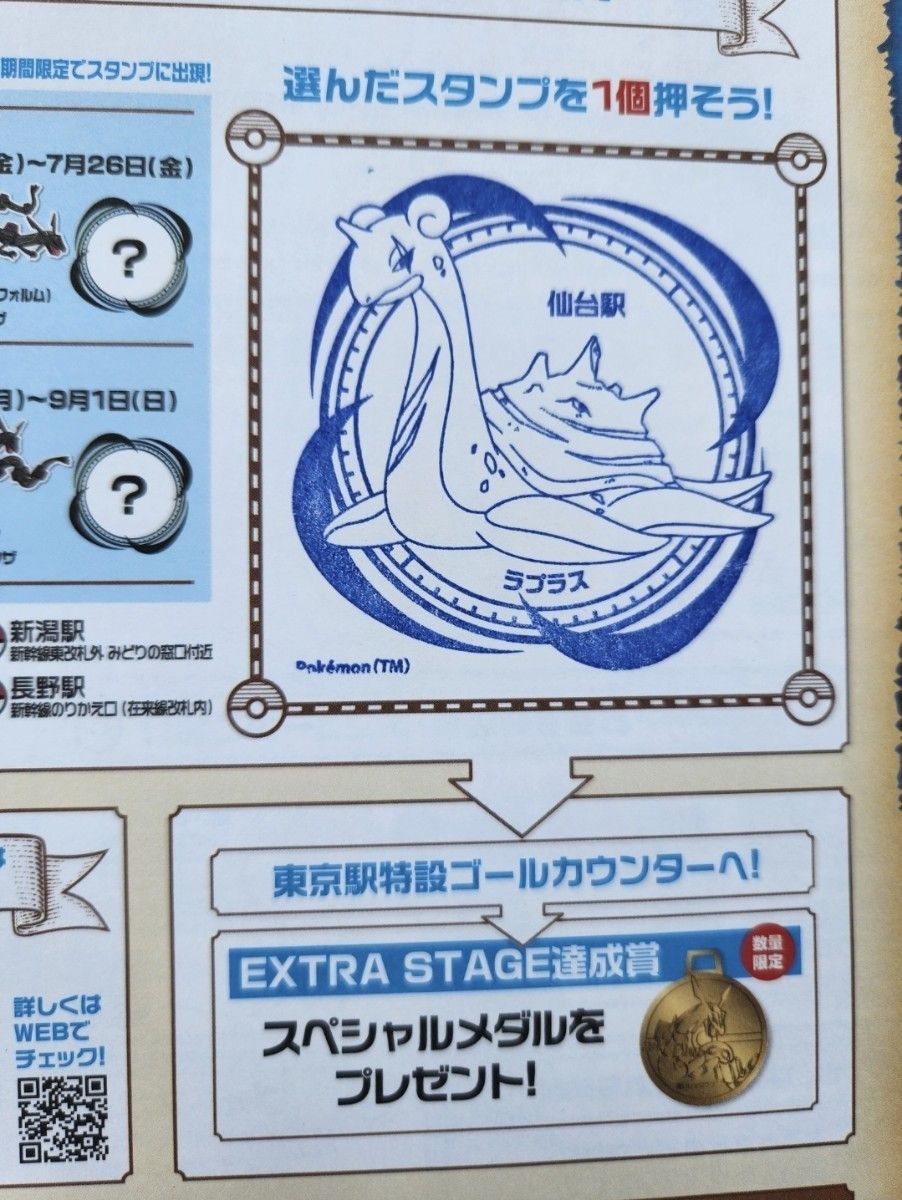 期間限定でスタンプに出現!
選んだスタンプを1個押そう!
金)~7月26日(金)
?
フォルム)
ザ
月)~9月1日(日)
?
ザ
仙台駅
ラプラス
Pokémon(TM)
新潟駅
新幹線東改札外 みどりの窓口付近
長野駅
新幹線のりかえ口 (在来線改札内)
東京駅特設ゴールカウンターへ!
EXTRA STAGE達成賞
数量
限定
スペシャルメダルを
プレゼント!
は
詳しくは
WEBで
チェック!